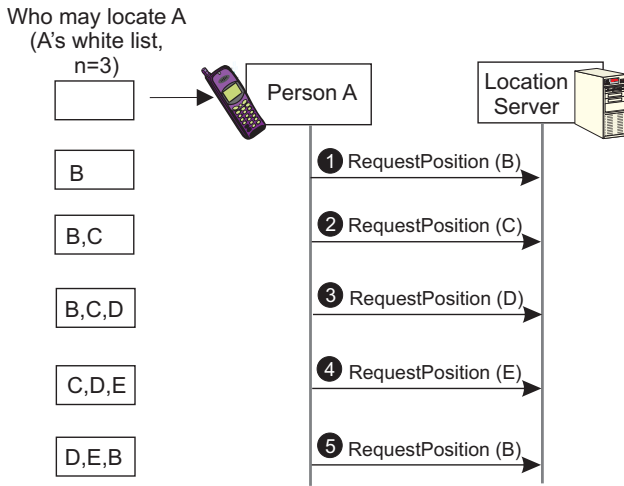 Who may locate A
(A's white list,
n=3)
Person A
Location
Server
B
1 RequestPosition (B)
B,C
2 RequestPosition (C)
B,C,D
3 RequestPosition (D)
C,D,E
4 RequestPosition (E)
D,E,B
5 RequestPosition (B)